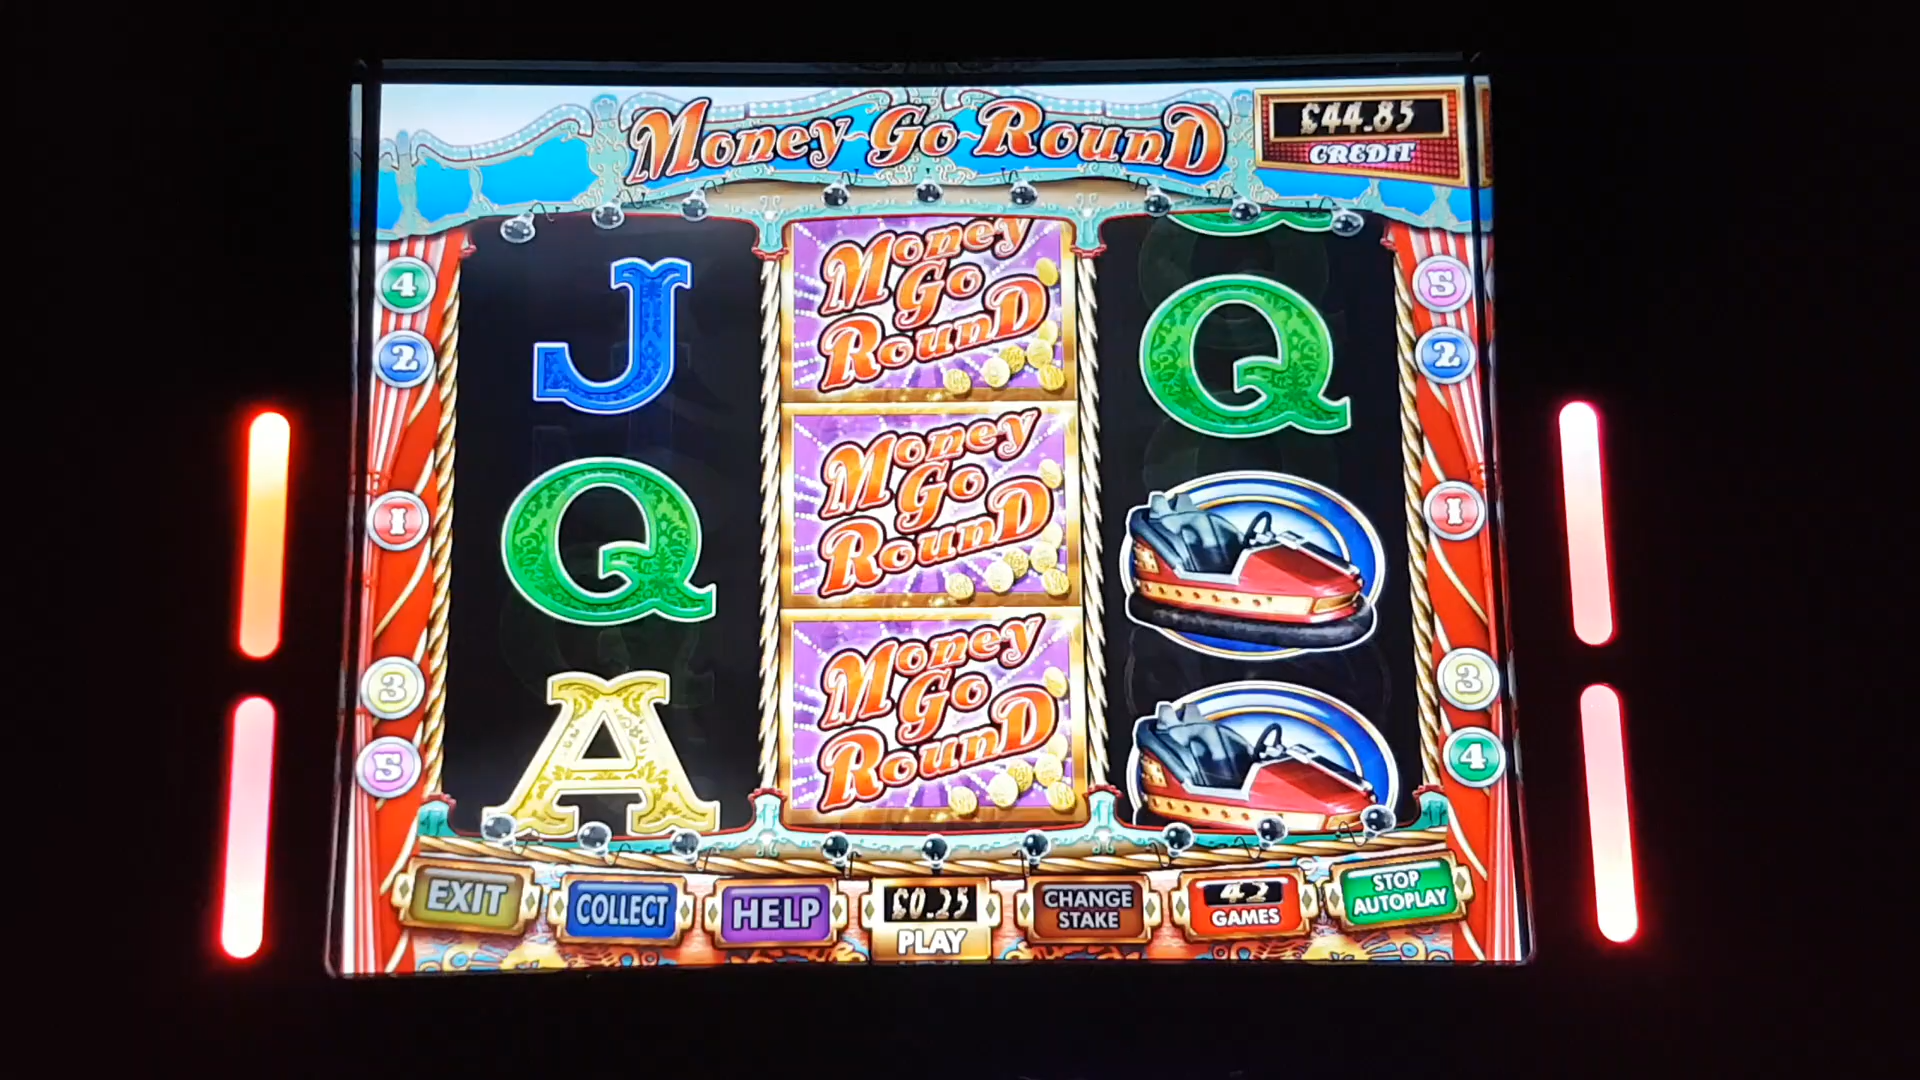 Money-Go-Round
£44.85
CREDIT
J
Money
Go
Round
Q
4
5
2
2
Q
Money
Go
Round
1
1
A
Money
Go
Round
3
3
5
4
EXIT
COLLECT
HELP
£0.25
PLAY
CHANGE
STAKE
42
GAMES
STOP
AUTOPLAY